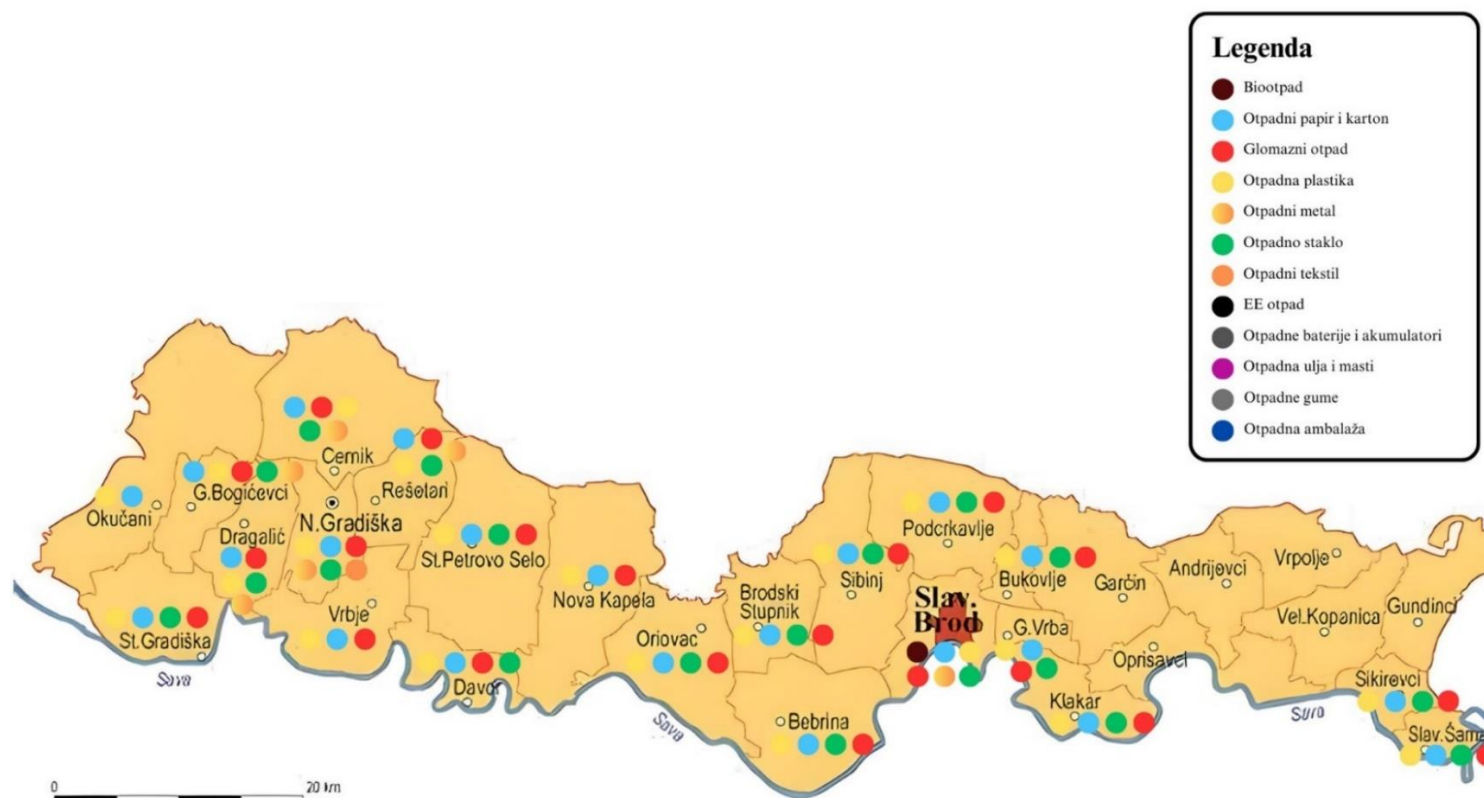 Legenda
Biootpad
Otpadni papir i karton
Glomazni otpad
Otpadna plastika
Otpadni metal
Otpadno staklo
Otpadni tekstil
EE otpad
Otpadne baterije i akumulatori
Otpadna ulja i masti
Otpadne gume
Otpadna ambalaža
Cernik
Rešetari
G.Bogićevci
Okučani
N.Gradiška
Dragalić
St.Petrovo Selo
Vrbje
St.Gradiška
Sava
Davor
Nova Kapela
Oriovac
Sava
Brodski
Stupnik
Sibinj
Podcrkavlje
Bebrina
Slav.
Brod
Bukovlje
G.Vrba
Klakar
Garčin
Oprisavci
Andrijevci
Vrpolje
Vel.Kopanica
Gundinci
Sikirevci
Slav.Šam
Sava
0
20 km